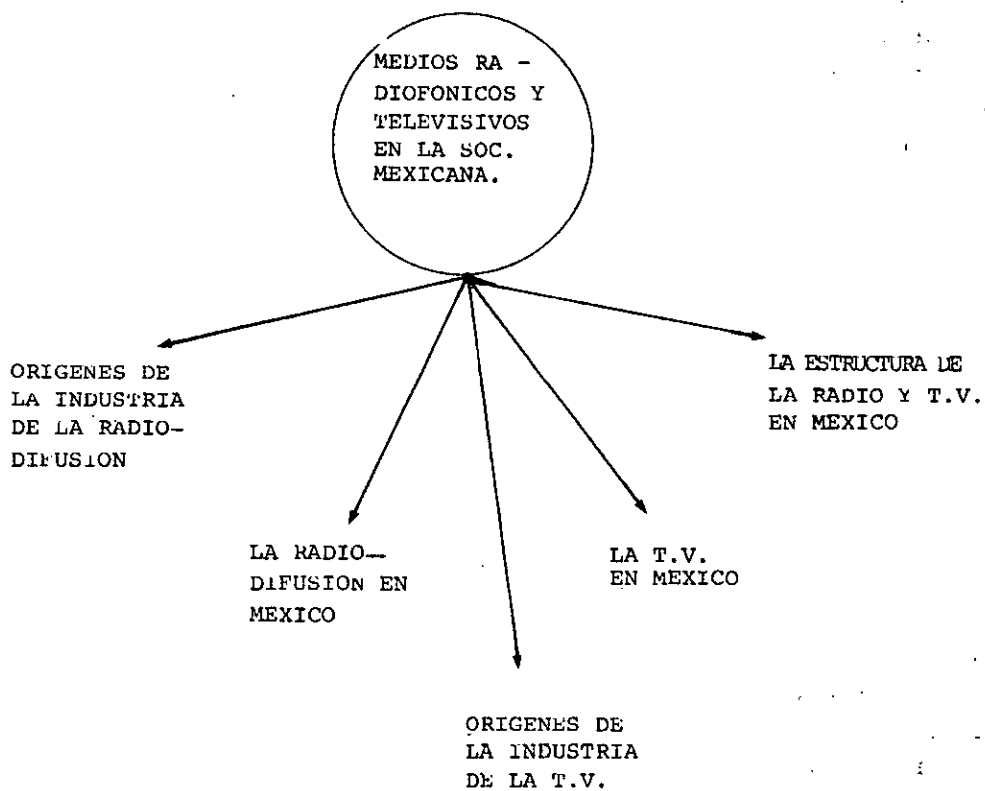 MEDIOS RA -
DIOFONICOS Y
TELEVISIVOS
EN LA SOC.
MEXICANA.
ORIGENES DE
LA INDUSTRIA
DE LA RADIO-
DIFUSION
LA RADIO-
DIFUSION EN
MEXICO
ORIGENES DE
LA INDUSTRIA
DE LA T.V.
LA T.V.
EN MEXICO
LA ESTRUCTURA DE
LA RADIO Y T.V.
EN MEXICO